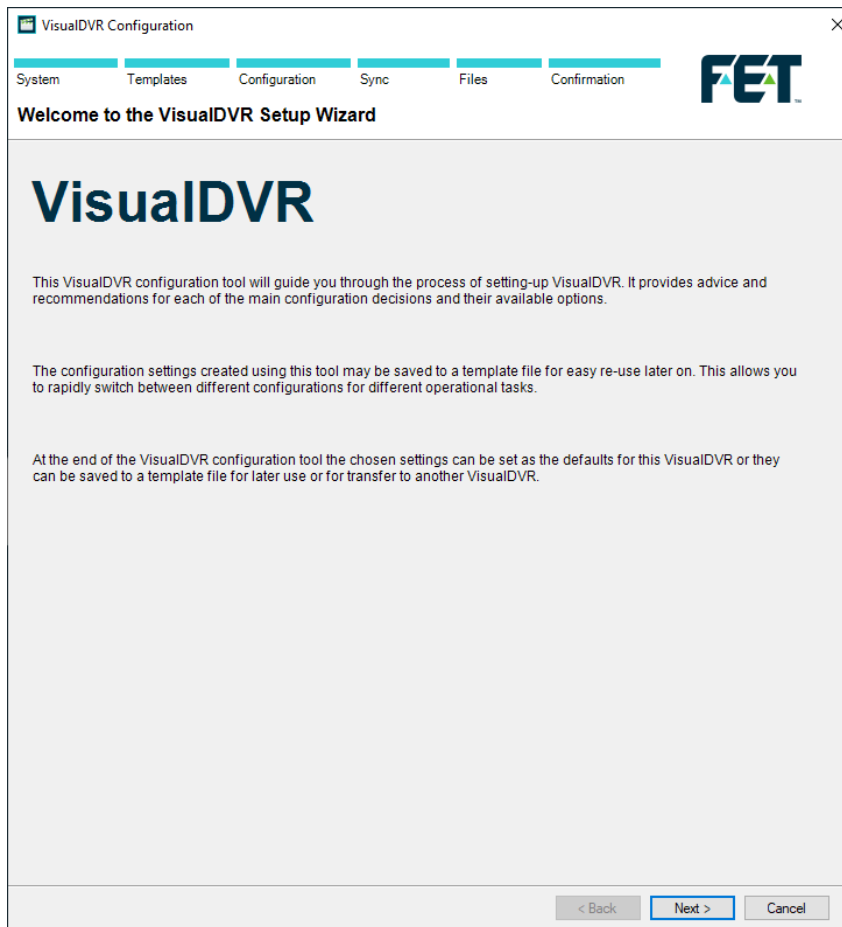 VisualDVR Configuration
System Templates Configuration Sync Files Confirmation
FET™
Welcome to the VisualDVR Setup Wizard
VisualDVR
This VisualDVR configuration tool will guide you through the process of setting-up VisualDVR. It provides advice and
recommendations for each of the main configuration decisions and their available options.
The configuration settings created using this tool may be saved to a template file for easy re-use later on. This allows you
to rapidly switch between different configurations for different operational tasks.
At the end of the VisualDVR configuration tool the chosen settings can be set as the defaults for this VisualDVR or they
can be saved to a template file for later use or for transfer to another VisualDVR.
< Back Next > Cancel